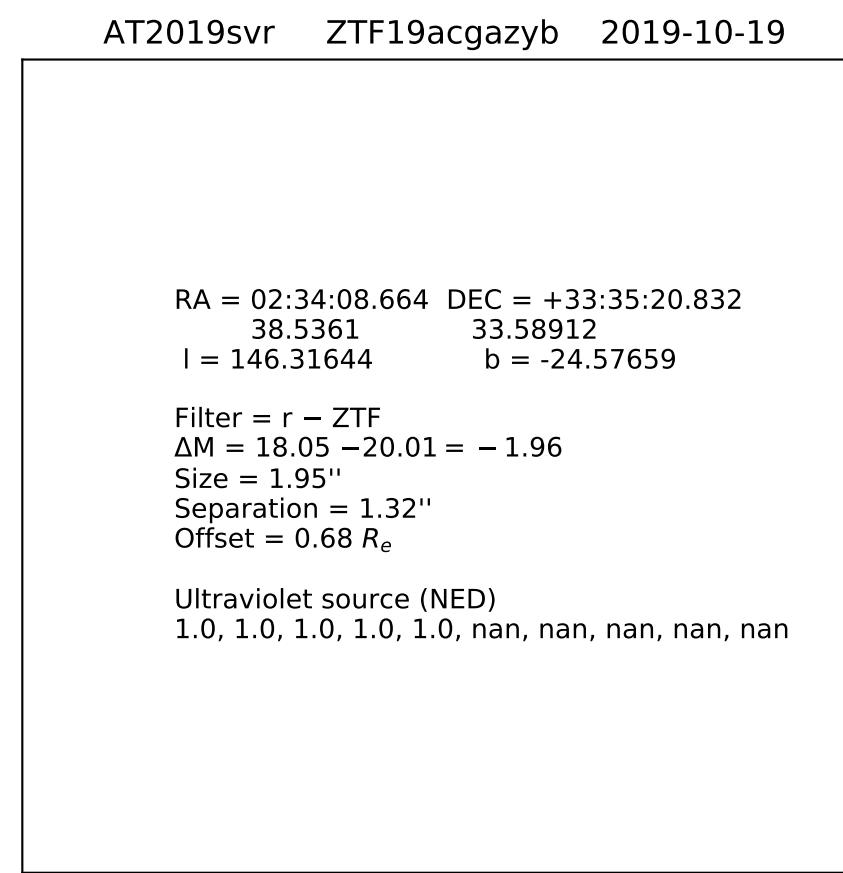 AT2019svr ZTF19acgazyb 2019-10-19
RA = 02:34:08.664 DEC = +33:35:20.832
38.5361 33.58912
l = 146.31644 b = -24.57659
Filter = r − ZTF
ΔM = 18.05 −20.01 = − 1.96
Size = 1.95''
Separation = 1.32''
Offset = 0.68 Rₑ
Ultraviolet source (NED)
1.0, 1.0, 1.0, 1.0, 1.0, nan, nan, nan, nan, nan